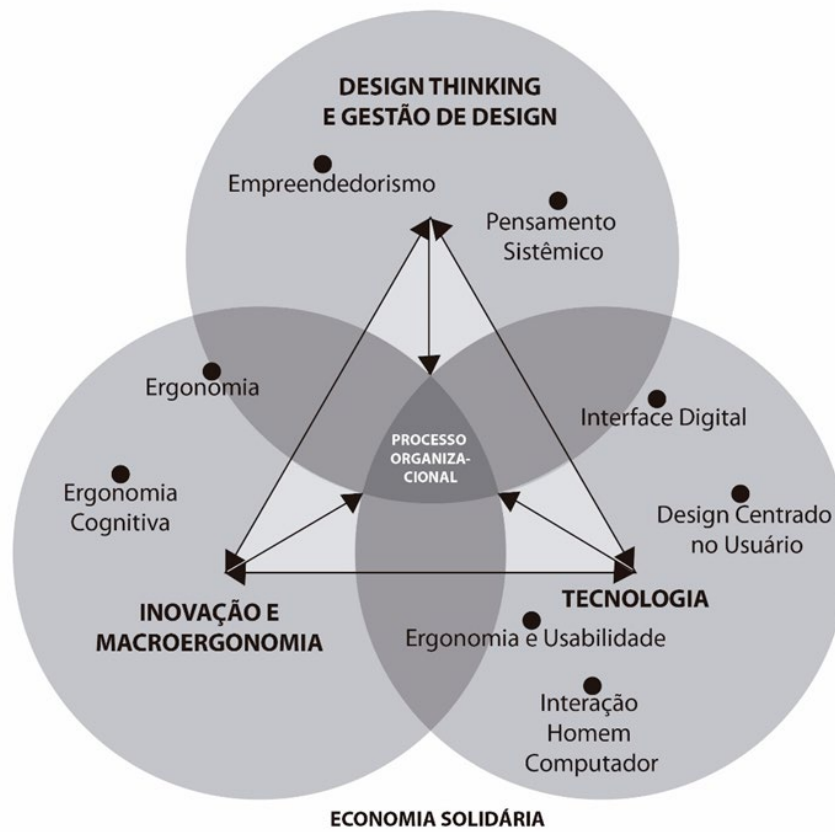 DESIGN THINKING
E GESTÃO DE DESIGN
Empreendedorismo
Pensamento
Sistêmico
Ergonomia
Interface Digital
PROCESSO
ORGANIZA-
CIONAL
Ergonomia
Cognitiva
Design Centrado
no Usuário
INOVAÇÃO E
MACROERGONOMIA
TECNOLOGIA
Ergonomia e Usabilidade
Interação
Homem
Computador
ECONOMIA SOLIDÁRIA